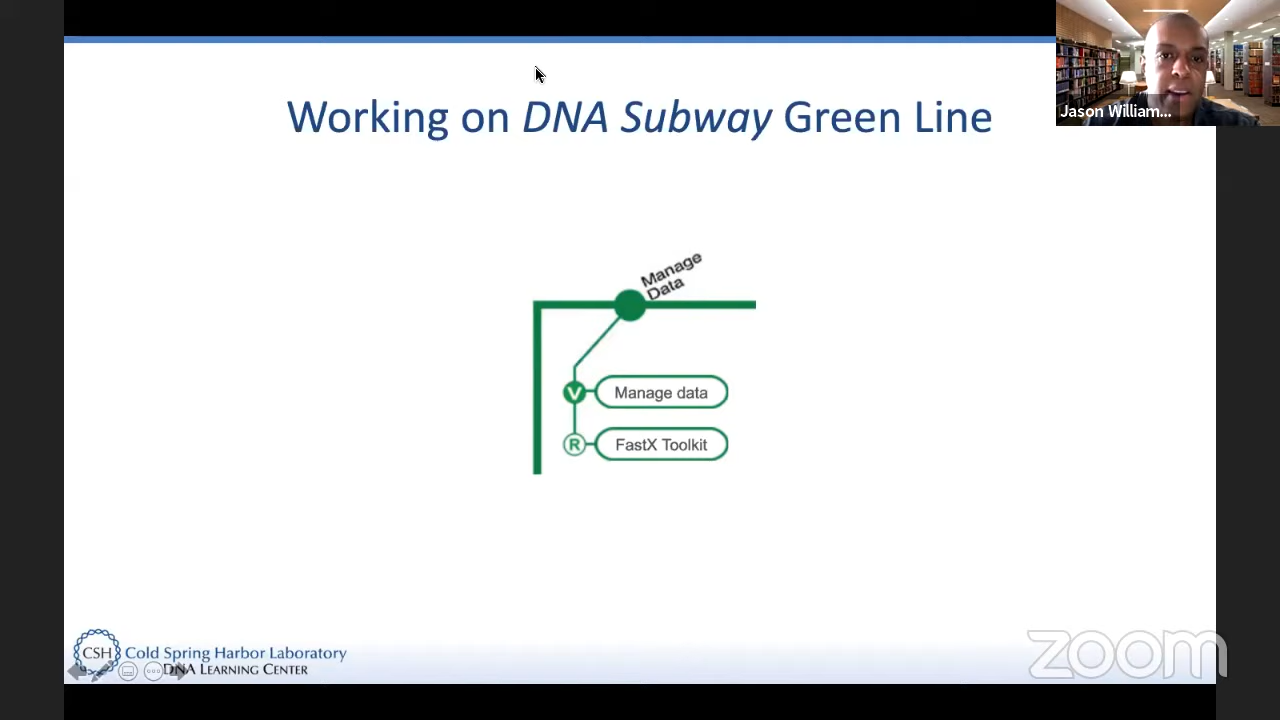 Jason William...
Working on DNA Subway Green Line
Manage
Data
V
Manage data
R
FastX Toolkit
CSH
Cold Spring Harbor Laboratory
DNA LEARNING CENTER
zoom